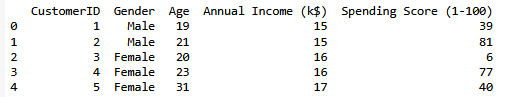 CustomerID Gender Age Annual Income (k$) Spending Score (1-100)
0 1 Male 19 15 39
1 2 Male 21 15 81
2 3 Female 20 16 6
3 4 Female 23 16 77
4 5 Female 31 17 40